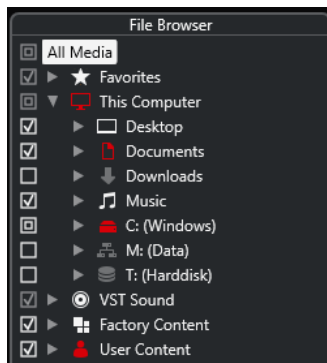 File Browser
All Media
Favorites
This Computer
Desktop
Documents
Downloads
Music
C: (Windows)
M: (Data)
T: (Harddisk)
VST Sound
Factory Content
User Content